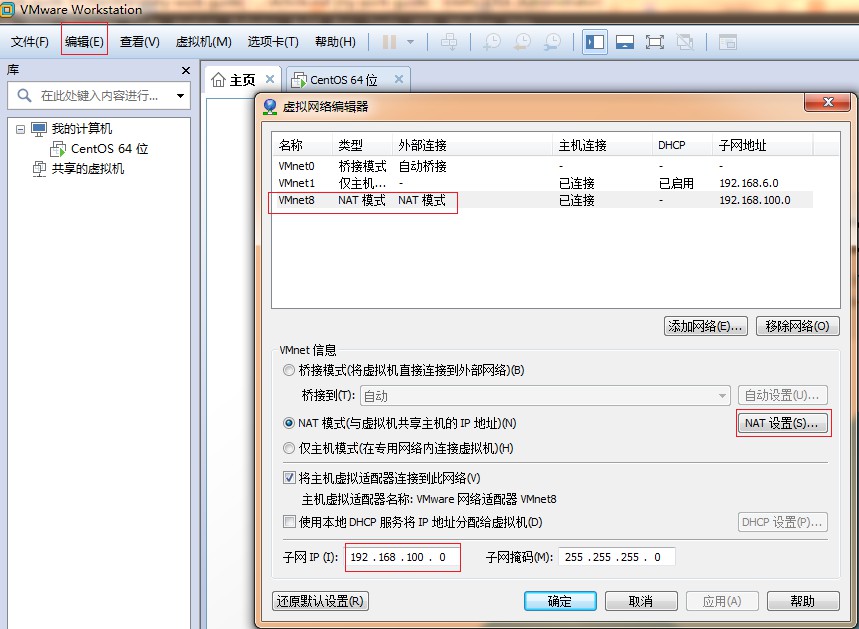 VMware Workstation
文件(F) 编辑(E) 查看(V) 虚拟机(M) 选项卡(T) 帮助(H)
库
在此处键入内容进行...
我的计算机
CentOS 64 位
共享的虚拟机
主页 CentOS 64 位
虚拟网络编辑器
名称 类型 外部连接 主机连接 DHCP 子网地址
VMnet0 桥接模式 自动桥接 - - -
VMnet1 仅主机... - 已连接 已启用 192.168.6.0
VMnet8 NAT 模式 NAT 模式 已连接 - 192.168.100.0
添加网络(E)... 移除网络(O)
VMnet 信息
桥接模式(将虚拟机直接连接到外部网络)(B)
桥接到(T): 自动 自动设置(U)...
NAT 模式(与虚拟机共享主机的 IP 地址)(N) NAT 设置(S)...
仅主机模式(在专用网络内连接虚拟机)(H)
将主机虚拟适配器连接到此网络(V)
主机虚拟适配器名称: VMware 网络适配器 VMnet8
使用本地 DHCP 服务将 IP 地址分配给虚拟机(D) DHCP 设置(P)...
子网 IP (I): 192 .168 .100 . 0 子网掩码(M): 255 .255 .255 . 0
还原默认设置(R) 确定 取消 应用(A) 帮助